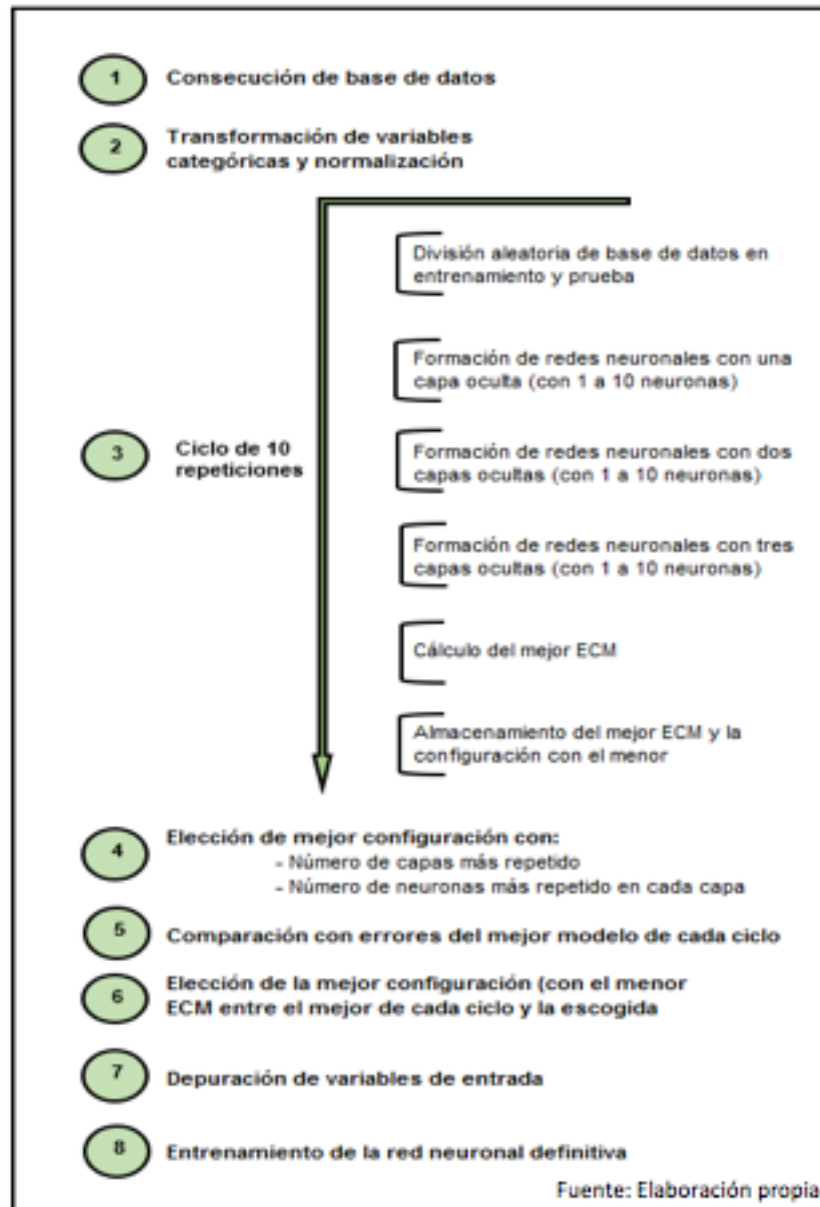 1 Consecución de base de datos
2 Transformación de variables
categóricas y normalización
División aleatoria de base de datos en
entrenamiento y prueba
Formación de redes neuronales con una
capa oculta (con 1 a 10 neuronas)
3 Ciclo de 10
repeticiones
Formación de redes neuronales con dos
capas ocultas (con 1 a 10 neuronas)
Formación de redes neuronales con tres
capas ocultas (con 1 a 10 neuronas)
Cálculo del mejor ECM
Almacenamiento del mejor ECM y la
configuración con el menor
4 Elección de mejor configuración con:
- Número de capas más repetido
- Número de neuronas más repetido en cada capa
5 Comparación con errores del mejor modelo de cada ciclo
6 Elección de la mejor configuración (con el menor
ECM entre el mejor de cada ciclo y la escogida
7 Depuración de variables de entrada
8 Entrenamiento de la red neuronal definitiva
Fuente: Elaboración propia